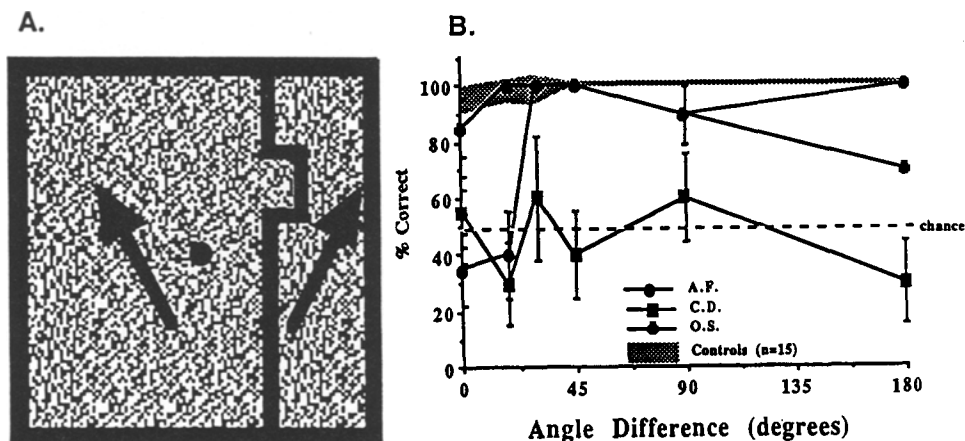 A.
B.
% Correct
100
80
60
40
20
0
chance
A.F.
C.D.
O.S.
Controls (n=15)
0 45 90 135 180
Angle Difference (degrees)